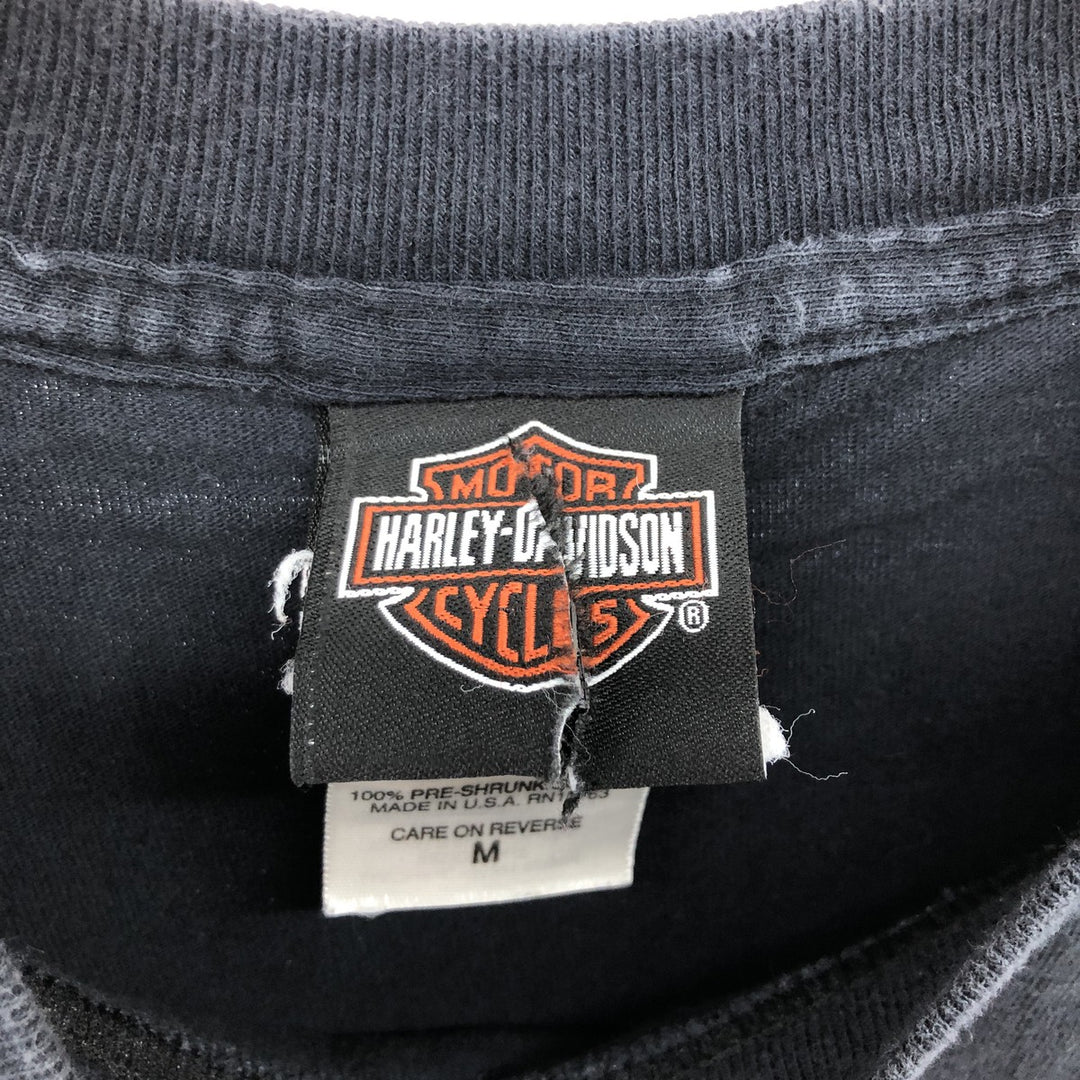 MOTOR
HARLEY-DAVIDSON
CYCLES
®
100% PRE-SHRUNK
MADE IN U.S.A.
CARE ON REVERSE
M